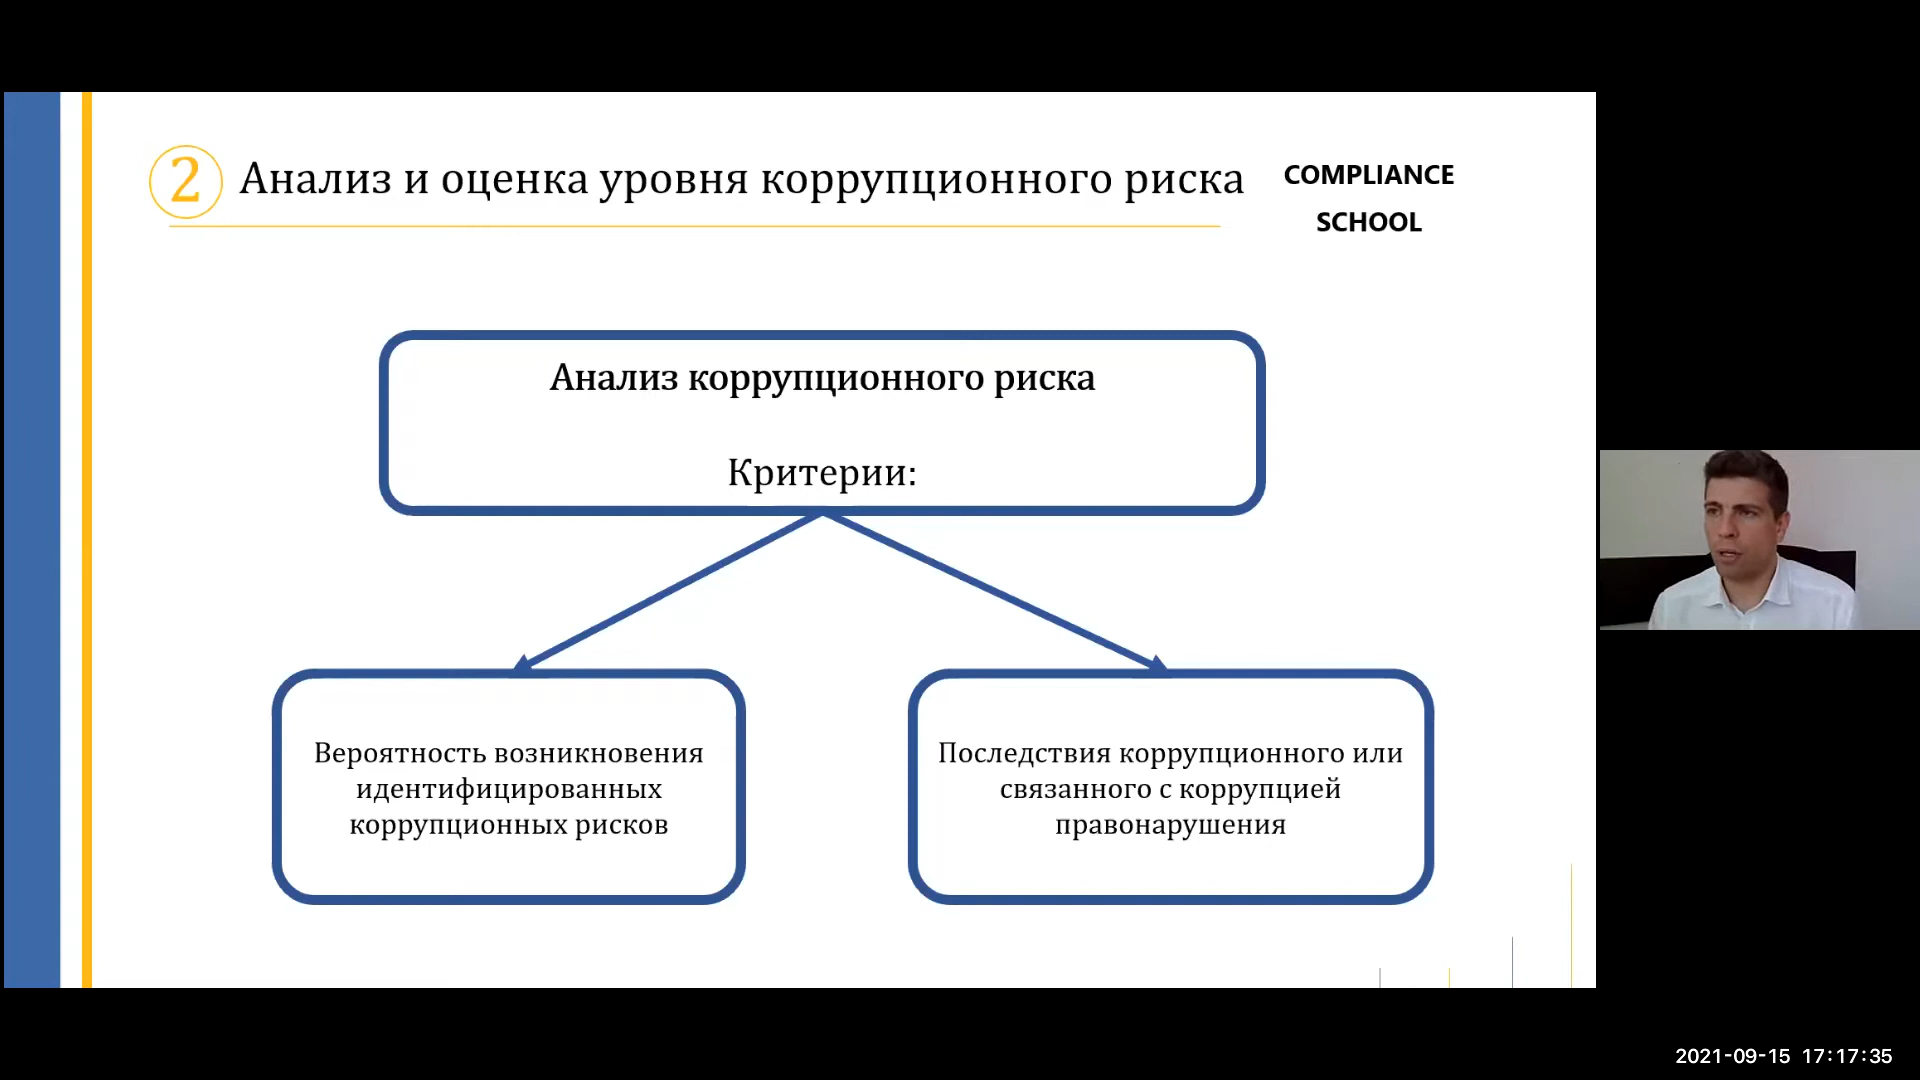 2 Анализ и оценка уровня коррупционного риска
COMPLIANCE
SCHOOL
Анализ коррупционного риска
Критерии:
Вероятность возникновения
идентифицированных
коррупционных рисков
Последствия коррупционного или
связанного с коррупцией
правонарушения
2021-09-15 17:17:35